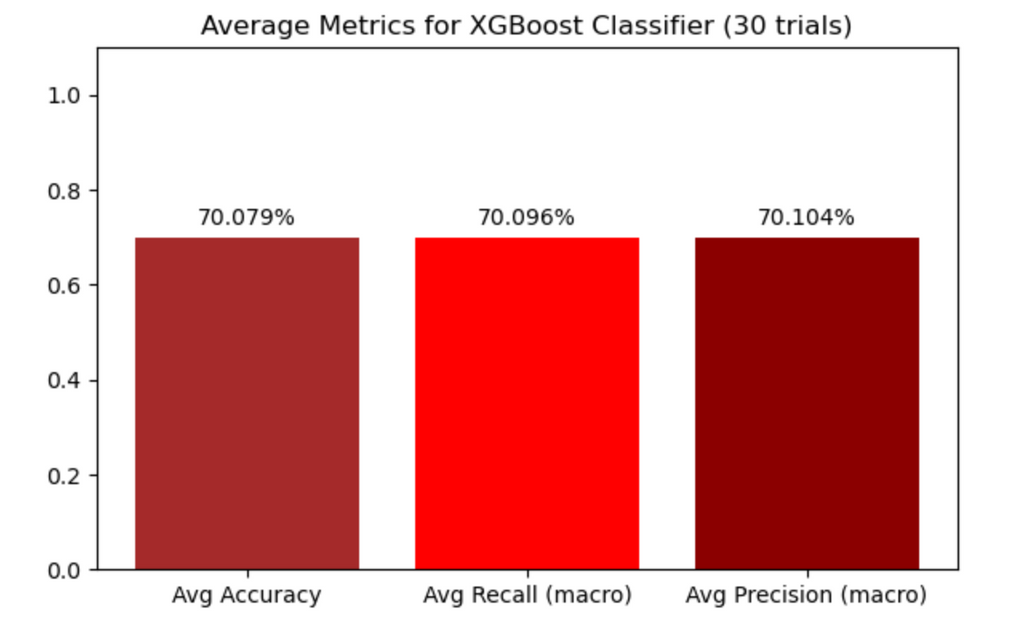 Average Metrics for XGBoost Classifier (30 trials)
1.0
0.8
0.6
0.4
0.2
0.0
70.079% 70.096% 70.104%
Avg Accuracy Avg Recall (macro) Avg Precision (macro)